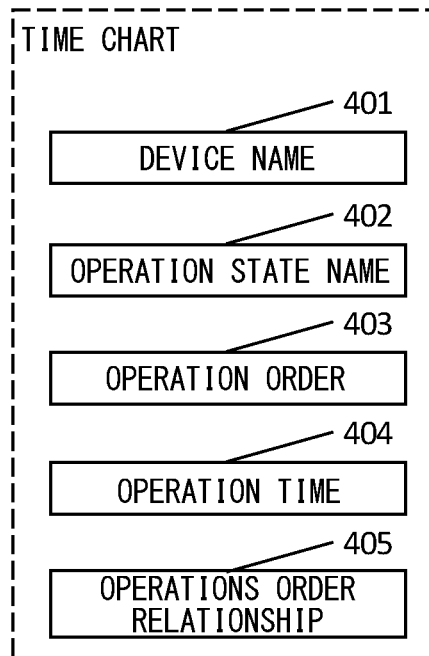 TIME CHART
401
DEVICE NAME
402
OPERATION STATE NAME
403
OPERATION ORDER
404
OPERATION TIME
405
OPERATIONS ORDER
RELATIONSHIP